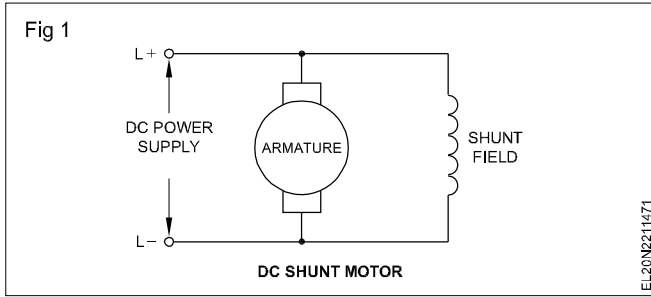 Fig 1
L +
DC POWER
SUPPLY
ARMATURE
SHUNT
FIELD
L −
DC SHUNT MOTOR
EL20N2211471